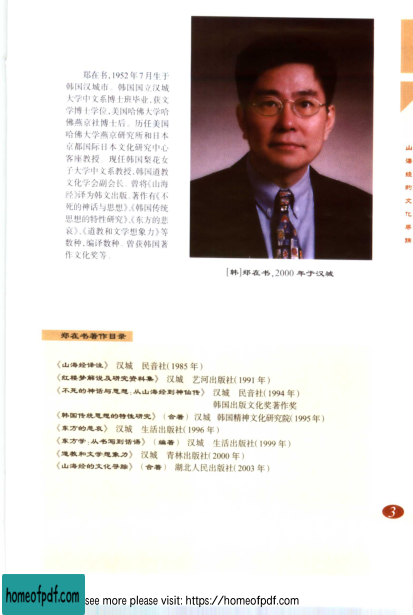 郑在书,1952年7月生于
韩国汉城市。韩国国立汉城
大学中文系博士班毕业,获文
学博士学位,美国哈佛大学哈
佛燕京社博士后。历任美国
哈佛大学燕京研究所和日本
京都国际日本文化研究中心
客座教授。现任韩国梨花女
子大学中文系教授,韩国道教
文化学会副会长。曾将《山海
经》译为韩文出版。著作有《不
死的神话与思想》、《韩国传统
思想的特性研究》、《东方的悲
哀》、《道教和文学想象力》等
数种,编译数种。曾获韩国著
作文化奖等。
[韩]郑在书,2000年于汉城
山海经的文化寻踪
郑在书著作目录
《山海经译注》 汉城 民音社(1985年)
《红楼梦解说及研究资料集》 汉城 艺河出版社(1991年)
《不死的神话与思想:从山海经到神仙传》 汉城 民音社(1994年)
韩国出版文化奖著作奖
《韩国传统思想的特性研究》(合著) 汉城 韩国精神文化研究院(1995年)
《东方的悲哀》 汉城 生活出版社(1996年)
《东方学:从书写到话语》(编著) 汉城 生活出版社(1999年)
《道教和文学想象力》 汉城 青林出版社(2000年)
《山海经的文化寻踪》(合著) 湖北人民出版社(2003年)
3
homeofpdf.com
see more please visit: https://homeofpdf.com